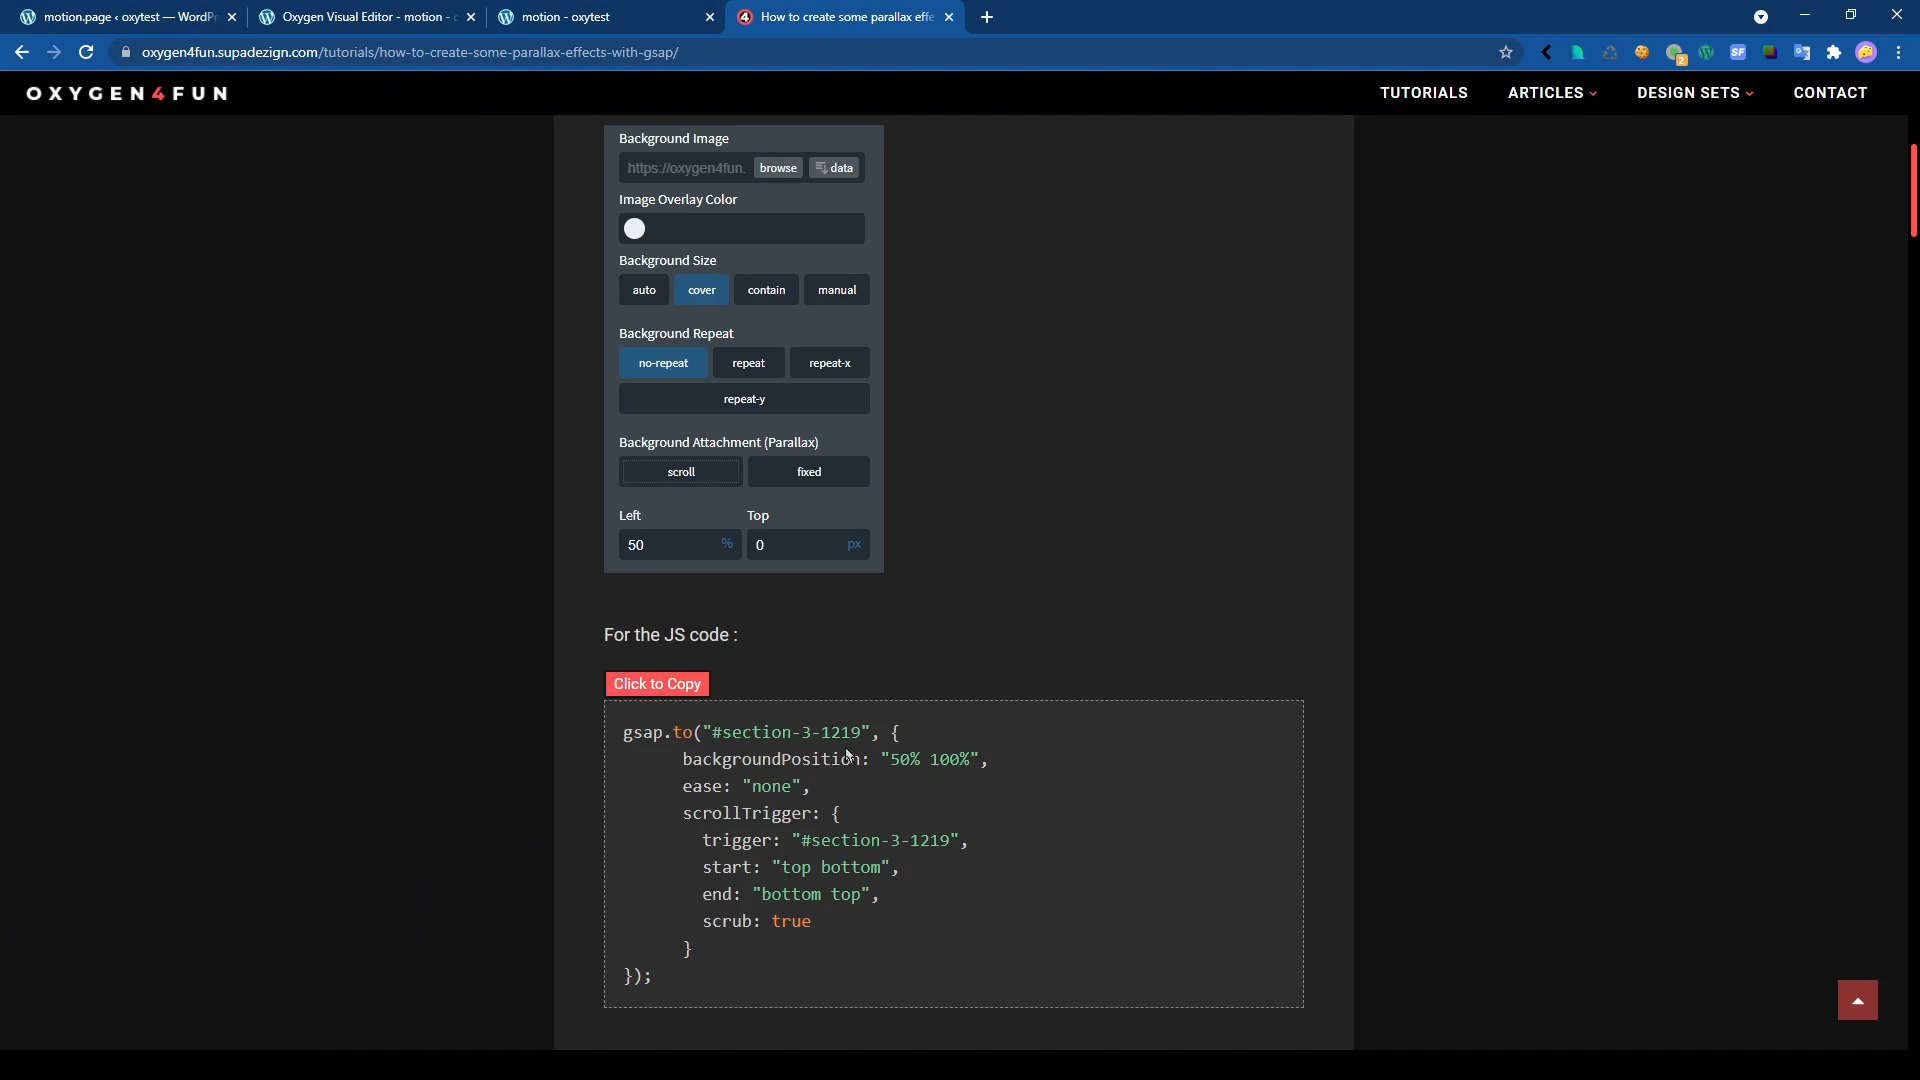 motion.page ‹ oxytest — WordPr
Oxygen Visual Editor - motion -
motion - oxytest
How to create some parallax effe
oxygen4fun.supadezign.com/tutorials/how-to-create-some-parallax-effects-with-gsap/
SF
2
OXYGEN4FUN
TUTORIALS
ARTICLES
DESIGN SETS
CONTACT
Background Image
https://oxygen4fun. browse data
Image Overlay Color
Background Size
auto cover contain manual
Background Repeat
no-repeat repeat repeat-x
repeat-y
Background Attachment (Parallax)
scroll fixed
Left Top
50 % 0 px
For the JS code :
Click to Copy
gsap.to("#section-3-1219", {
backgroundPosition: "50% 100%",
ease: "none",
scrollTrigger: {
trigger: "#section-3-1219",
start: "top bottom",
end: "bottom top",
scrub: true
}
});